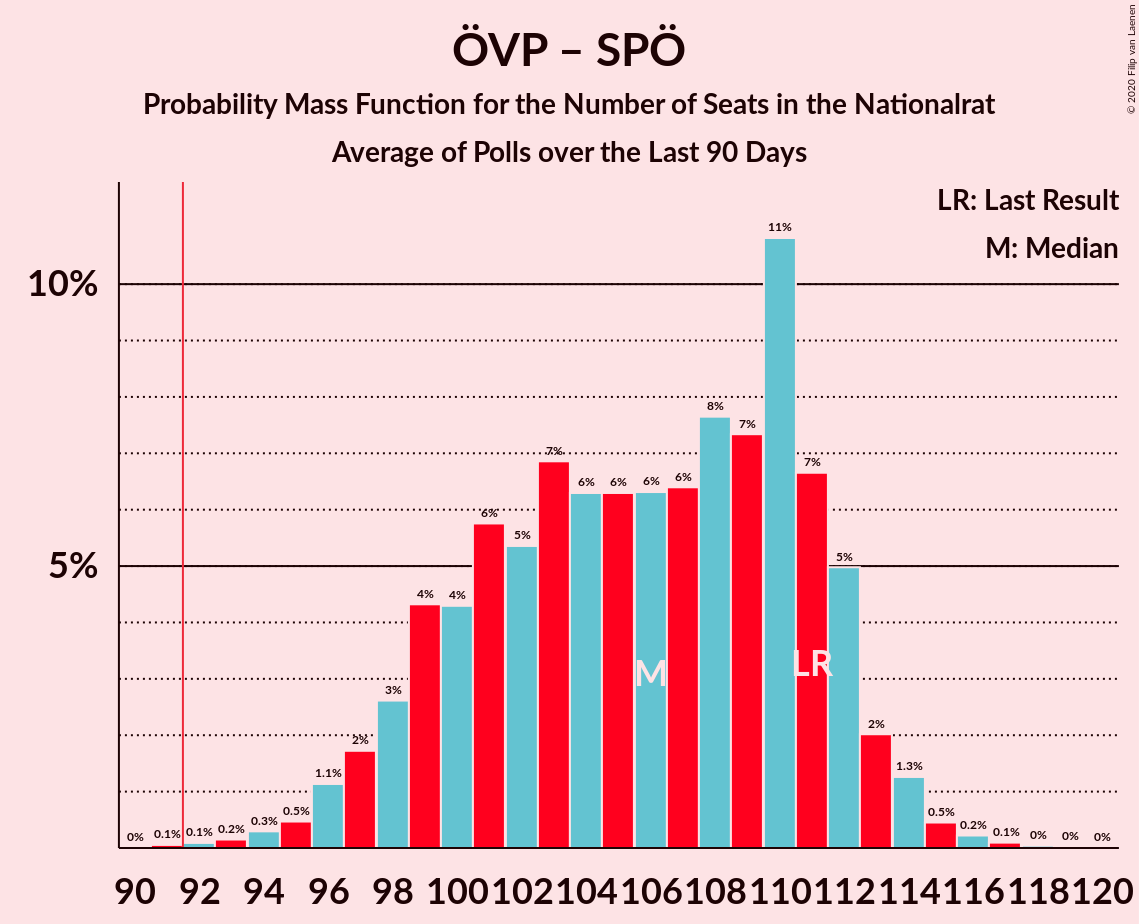 ÖVP – SPÖ
Probability Mass Function for the Number of Seats in the Nationalrat
Average of Polls over the Last 90 Days
© 2020 Filip van Laenen
LR: Last Result
M: Median
10%
5%
0% 0.1% 0.1% 0.2% 0.3% 0.5% 1.1% 2% 3% 4% 4% 6% 5% 7% 6% 6% 6% 6% 8% 7% 11% 7% 5% 2% 1.3% 0.5% 0.2% 0.1% 0% 0% 0%
M
LR
90 92 94 96 98 100 102 104 106 108 110 112 114 116 118 120